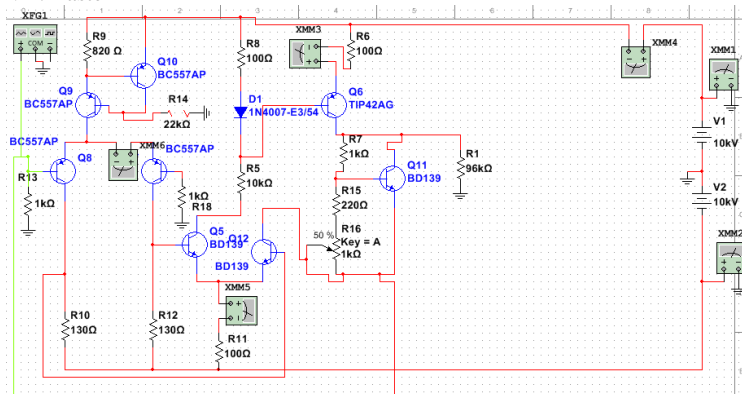 XFG1
COM
R9
820 Ω
Q10
BC557AP
Q9
BC557AP
R14
22kΩ
BC557AP
Q8
XMM6
BC557AP
R13
1kΩ
1kΩ
R18
R8
100Ω
D1
1N4007-E3/54
R5
10kΩ
Q5
BD139
Q12
BD139
XMM5
R11
100Ω
R10
130Ω
R12
130Ω
XMM3
R6
100Ω
Q6
TIP42AG
R7
1kΩ
Q11
BD139
R1
96kΩ
R15
220Ω
R16
50 %
Key = A
1kΩ
XMM4
XMM1
V1
10kV
V2
10kV
XMM2